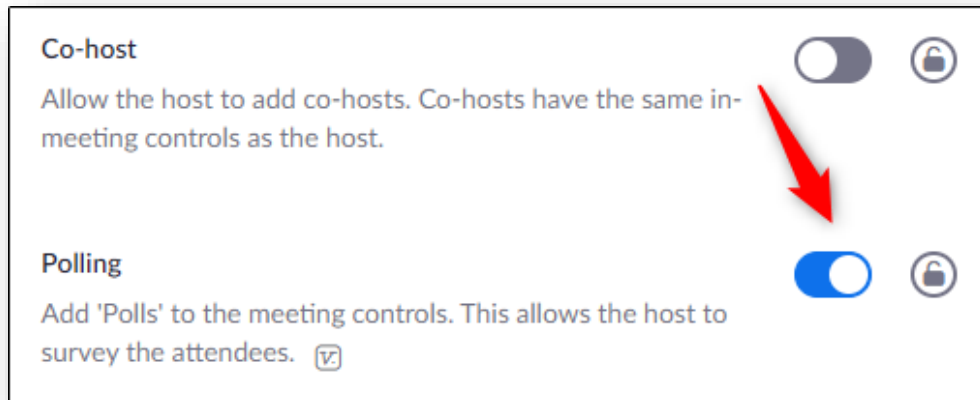 Co-host
Allow the host to add co-hosts. Co-hosts have the same in-
meeting controls as the host.
Polling
Add 'Polls' to the meeting controls. This allows the host to
survey the attendees. V.